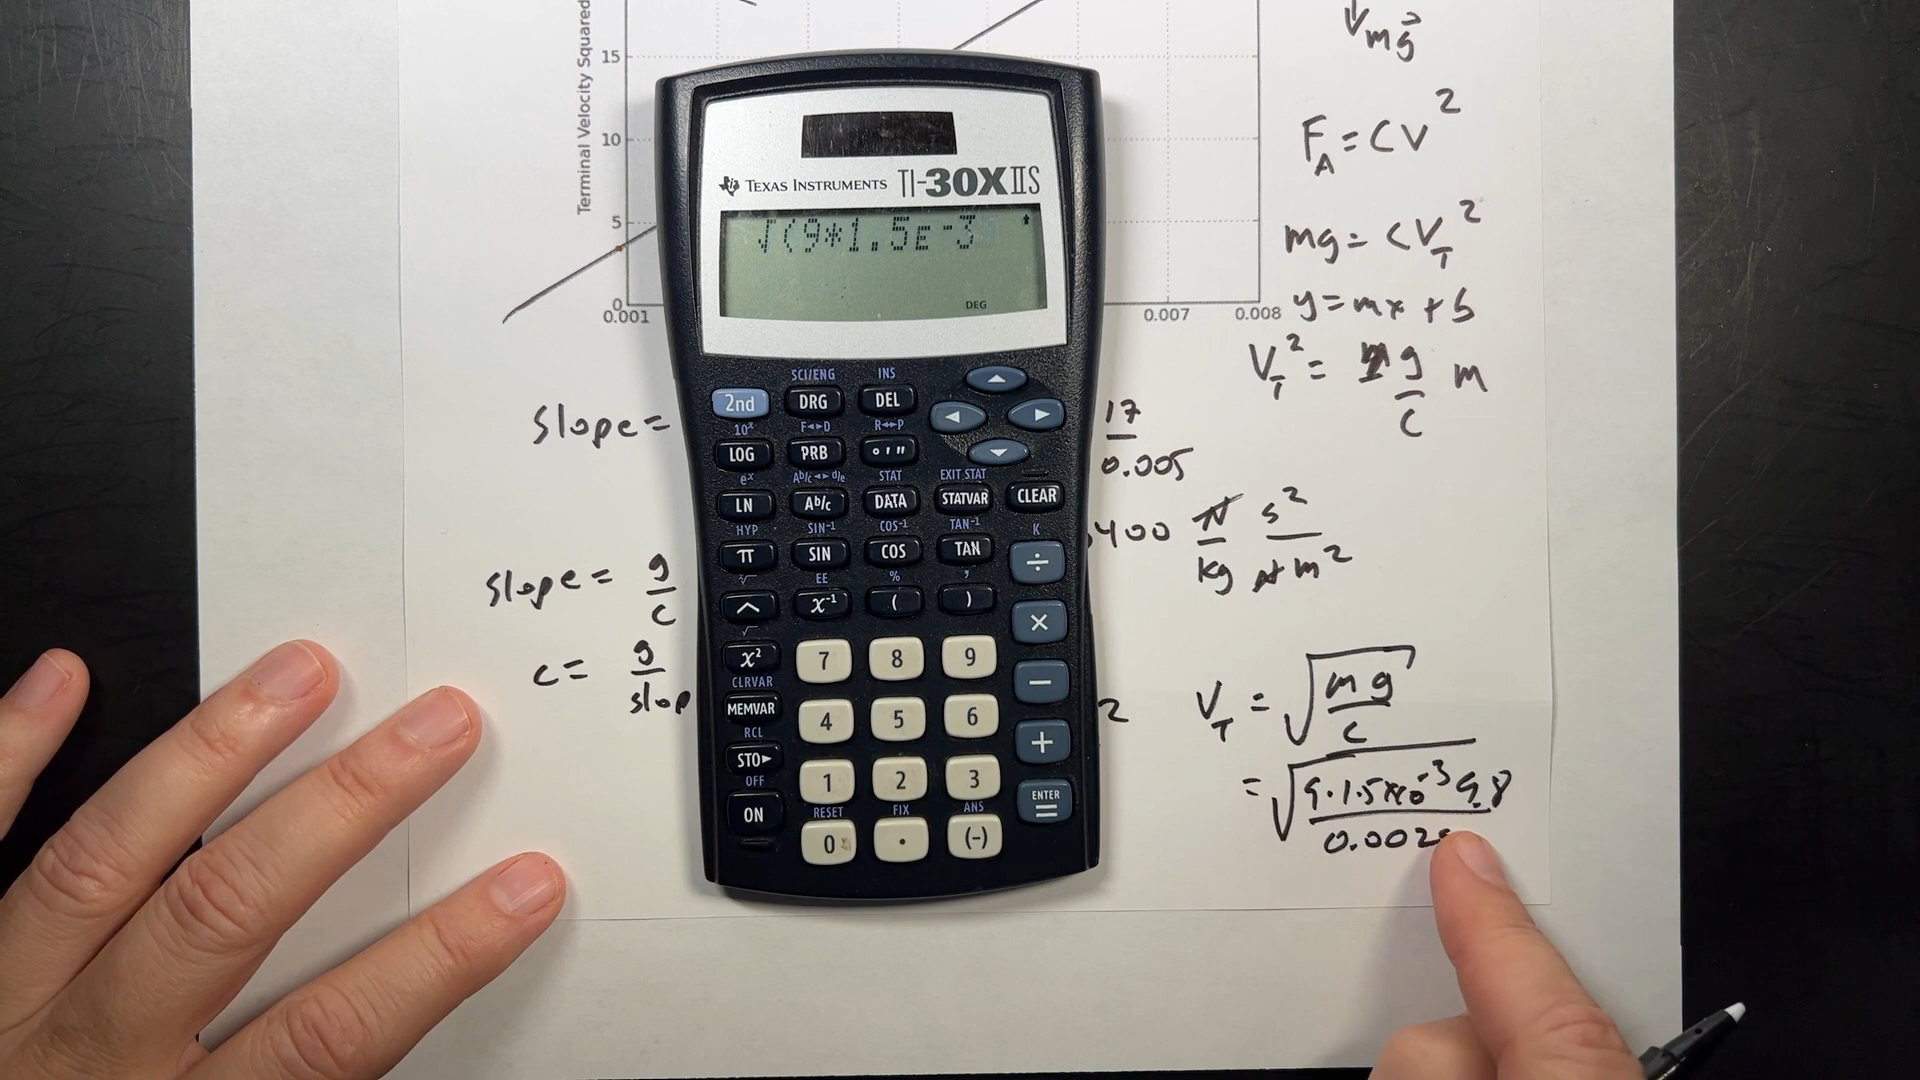 Terminal Velocity Squared
15
10
5
0
0.001
0.007
0.008
mg
F_A = CV²
mg = CV_T²
y = mx + b
V_T² = g/c m
TEXAS INSTRUMENTS TI-30X IIS
√(9*1.5E-3
DEG
SCI/ENG INS
2nd DRG DEL
10ˣ F◄►D R◄►P
LOG PRB ° ' "
eˣ Ab/c◄►d/e STAT EXIT STAT
LN Ab/c DATA STATVAR CLEAR
HYP SIN⁻¹ COS⁻¹ TAN⁻¹ K
π SIN COS TAN ÷
ˣ√ EE % ,
^ x⁻¹ ( ) ×
√
x² 7 8 9 −
CLRVAR
MEMVAR 4 5 6 +
RCL
STO► 1 2 3 ENTER =
OFF RESET FIX ANS
ON 0 . (-)
slope =
17/0.005
400 N/kg s²/N m²
slope = g/c
c = g/slop
2
V_T = √(mg/c)
= √(9·1.5×10⁻³ 9.8/0.002